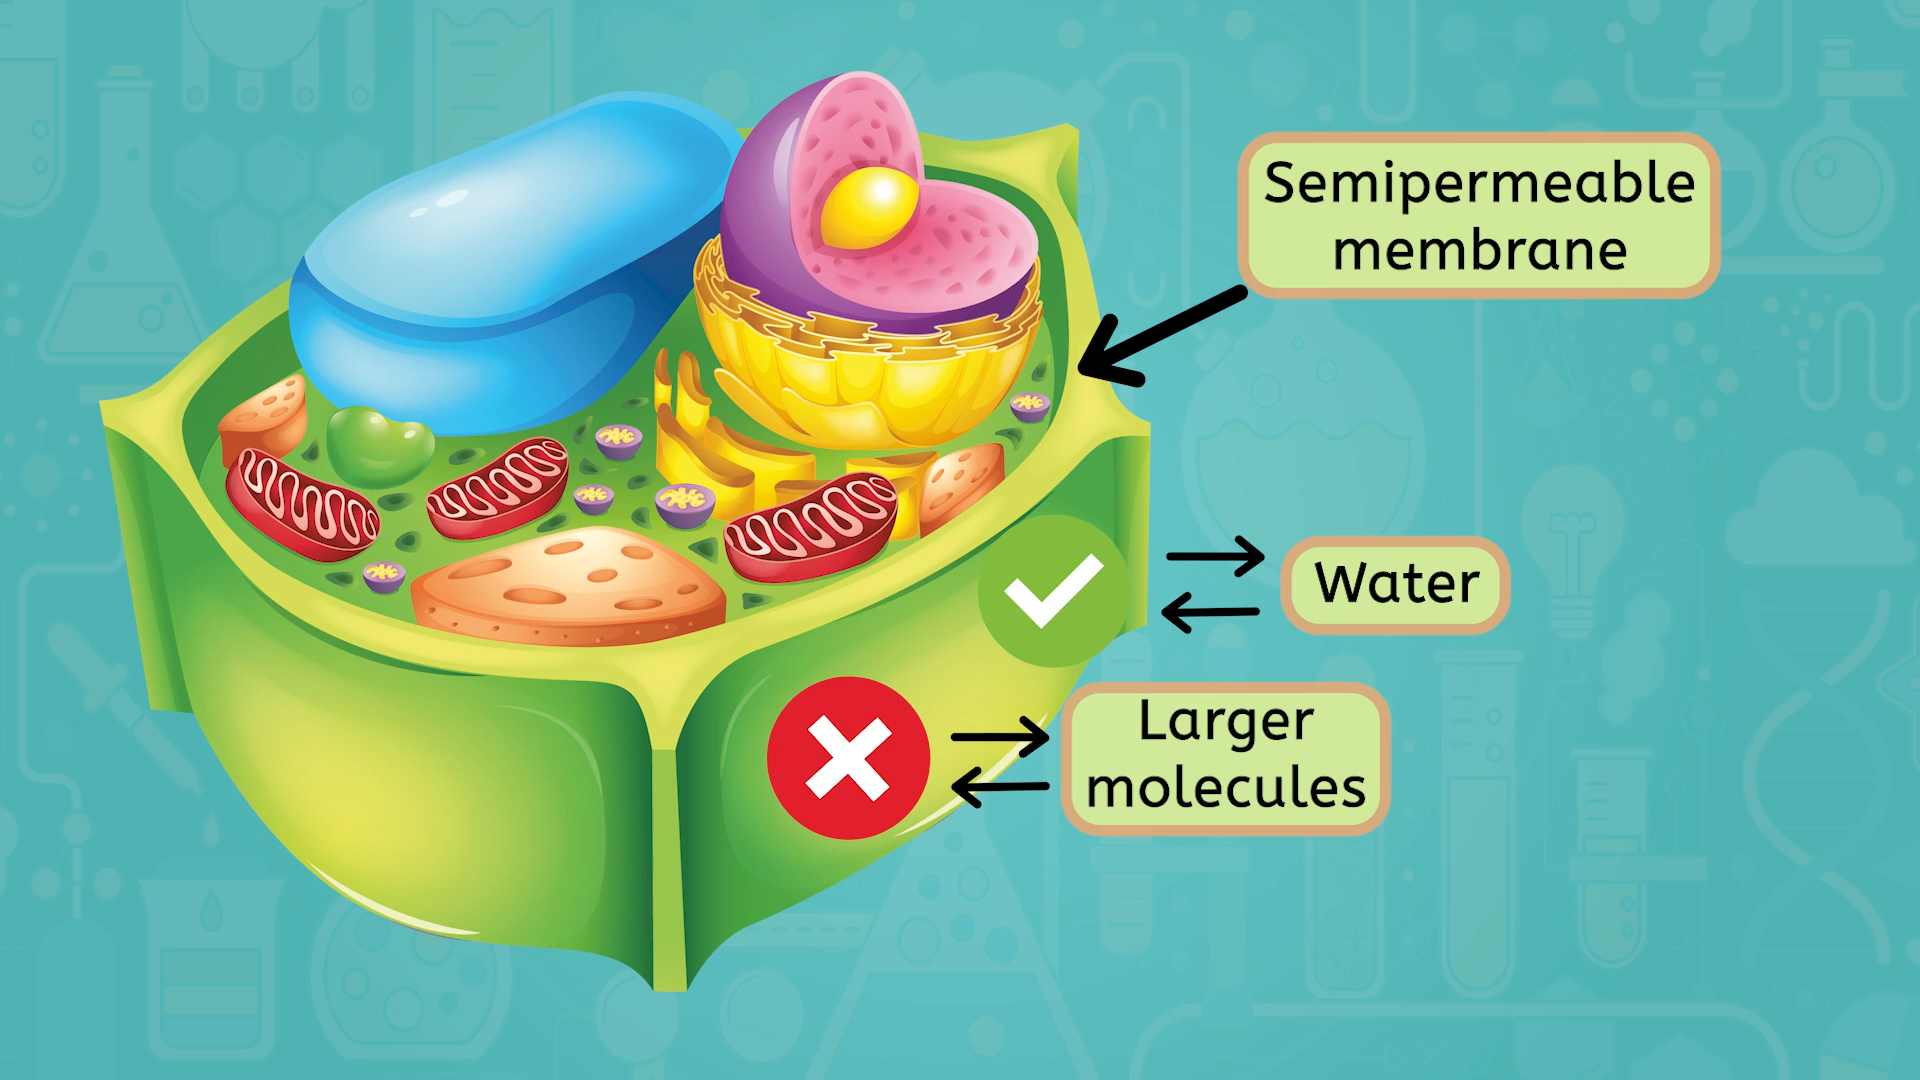 Semipermeable
membrane
Water
Larger
molecules